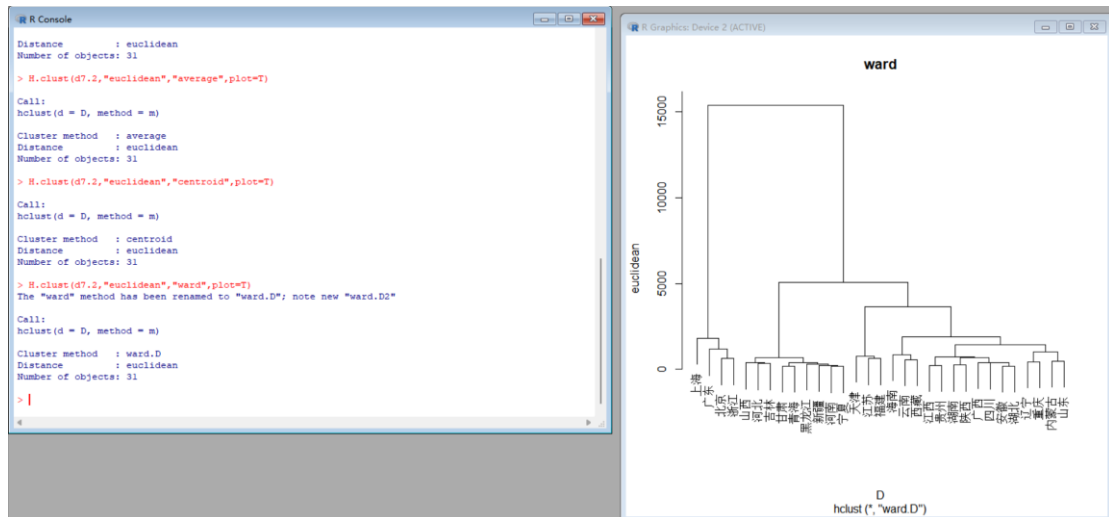 R Console
Distance : euclidean
Number of objects: 31
> H.clust(d7.2,"euclidean","average",plot=T)
Call:
hclust(d = D, method = m)
Cluster method : average
Distance : euclidean
Number of objects: 31
> H.clust(d7.2,"euclidean","centroid",plot=T)
Call:
hclust(d = D, method = m)
Cluster method : centroid
Distance : euclidean
Number of objects: 31
> H.clust(d7.2,"euclidean","ward",plot=T)
The "ward" method has been renamed to "ward.D"; note new "ward.D2"
Call:
hclust(d = D, method = m)
Cluster method : ward.D
Distance : euclidean
Number of objects: 31
>
R Graphics: Device 2 (ACTIVE)
ward
euclidean
15000
10000
5000
0
上海
广东
北京
浙江
山西
河北
吉林
甘肃
青海
黑龙江
新疆
河南
宁夏
天津
江苏
福建
海南
云南
西藏
江西
贵州
湖南
陕西
广西
四川
安徽
湖北
辽宁
重庆
内蒙古
山东
D
hclust (*, "ward.D")